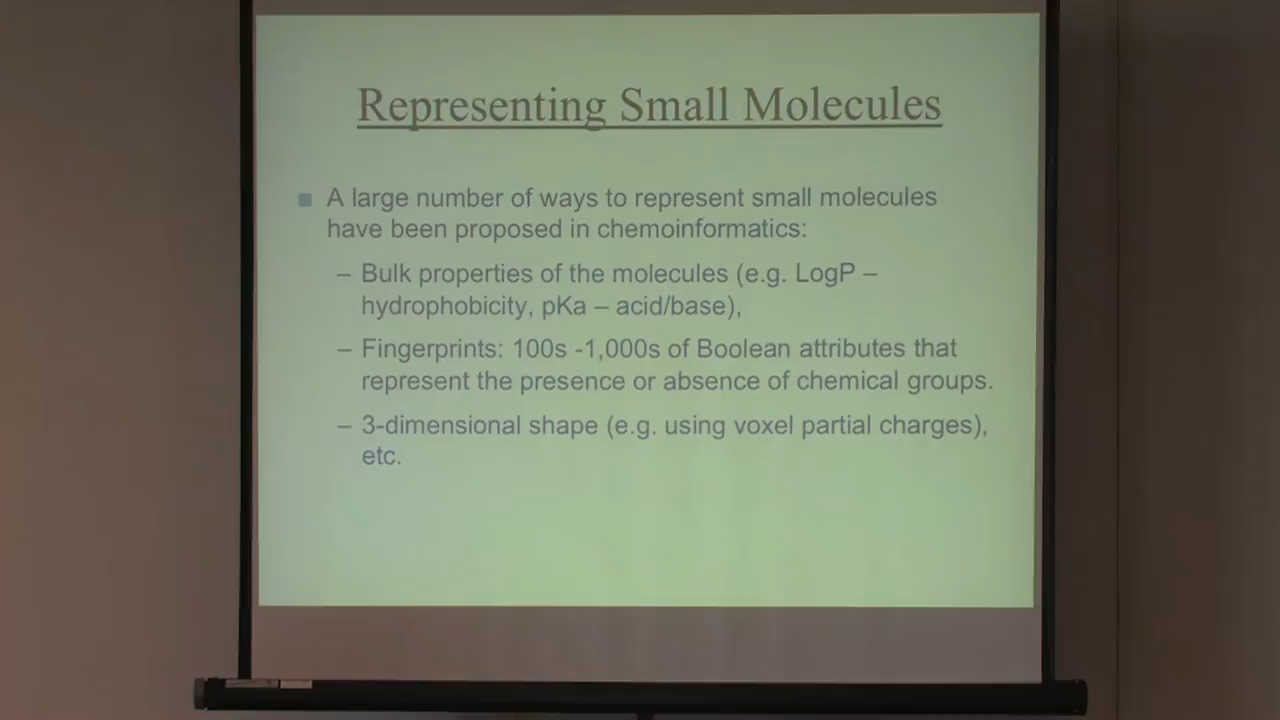 Representing Small Molecules
A large number of ways to represent small molecules
have been proposed in chemoinformatics:
– Bulk properties of the molecules (e.g. LogP –
hydrophobicity, pKa – acid/base),
– Fingerprints: 100s -1,000s of Boolean attributes that
represent the presence or absence of chemical groups.
– 3-dimensional shape (e.g. using voxel partial charges),
etc.